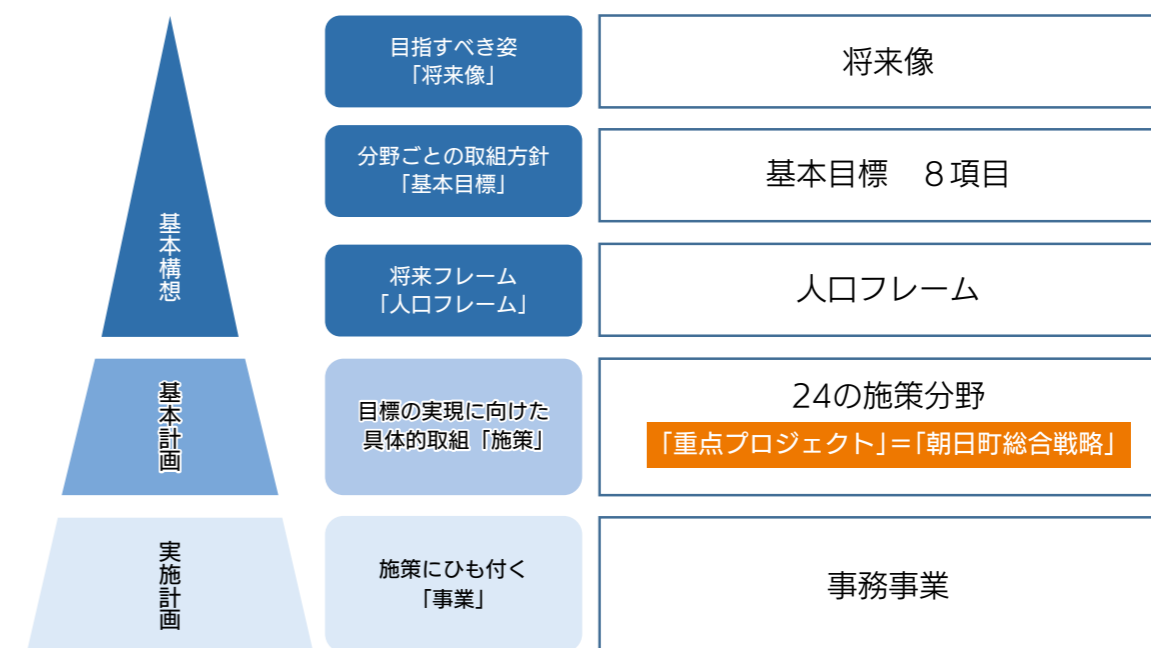 基本構想
目指すべき姿
「将来像」
将来像
分野ごとの取組方針
「基本目標」
基本目標　８項目
将来フレーム
「人口フレーム」
人口フレーム
基本計画
目標の実現に向けた
具体的取組「施策」
24の施策分野
「重点プロジェクト」＝「朝日町総合戦略」
実施計画
施策にひも付く
「事業」
事務事業